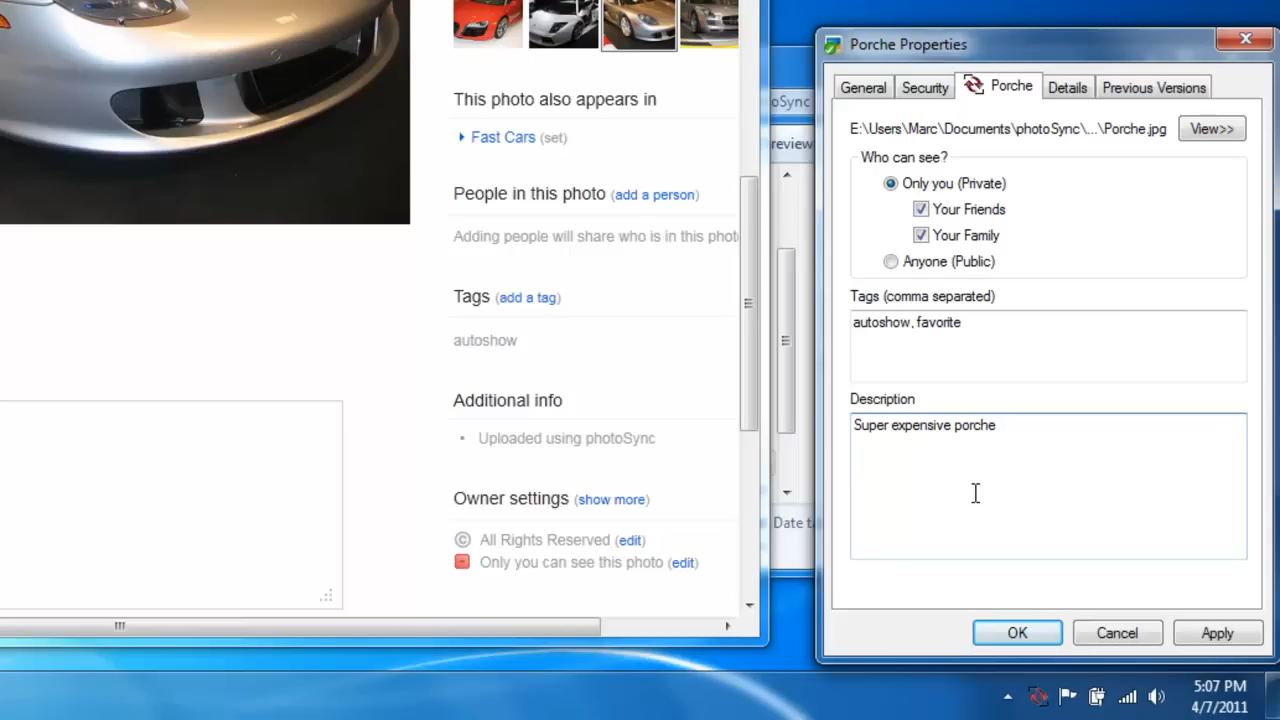 This photo also appears in
Fast Cars (set)
People in this photo (add a person)
Adding people will share who is in this phot
Tags (add a tag)
autoshow
Additional info
• Uploaded using photoSync
Owner settings (show more)
© All Rights Reserved (edit)
Only you can see this photo (edit)
oSync
review
Date ta
Porche Properties
General
Security
Porche
Details
Previous Versions
E:\Users\Marc\Documents\photoSync\...\Porche.jpg
View>>
Who can see?
Only you (Private)
Your Friends
Your Family
Anyone (Public)
Tags (comma separated)
autoshow, favorite
Description
Super expensive porche
OK
Cancel
Apply
5:07 PM
4/7/2011